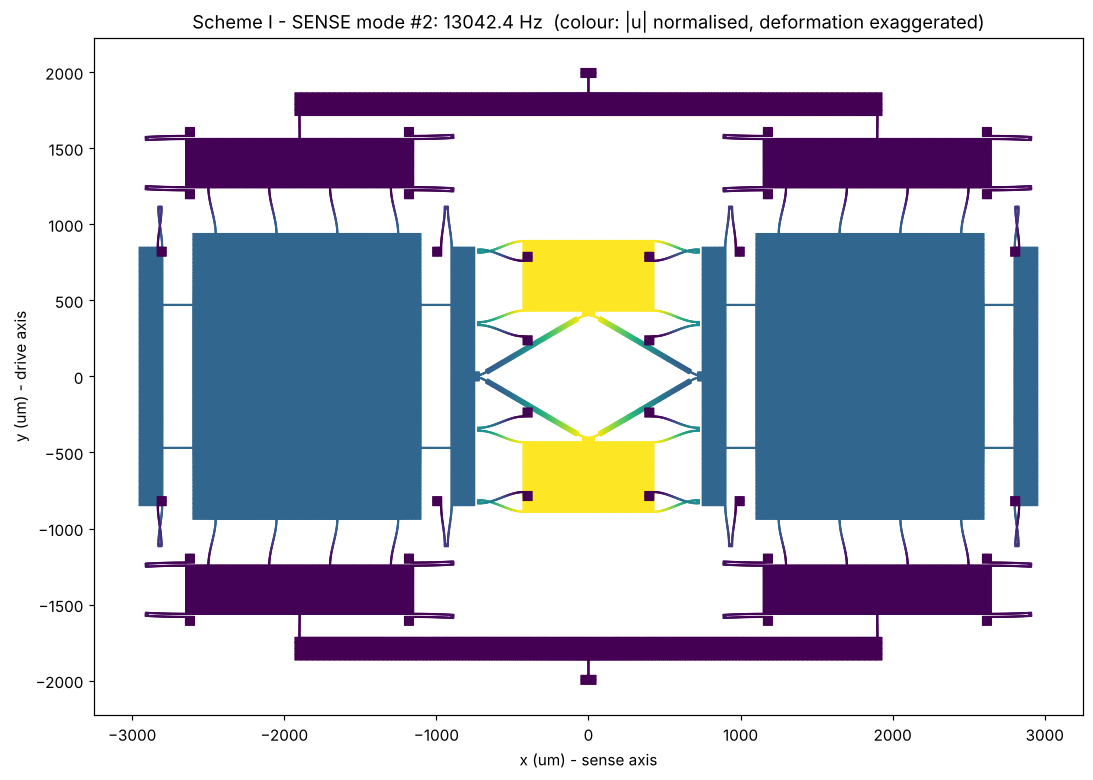 Scheme I - SENSE mode #2: 13042.4 Hz  (colour: |u| normalised, deformation exaggerated)
y (um) - drive axis
2000
1500
1000
500
0
−500
−1000
−1500
−2000
−3000 −2000 −1000 0 1000 2000 3000
x (um) - sense axis